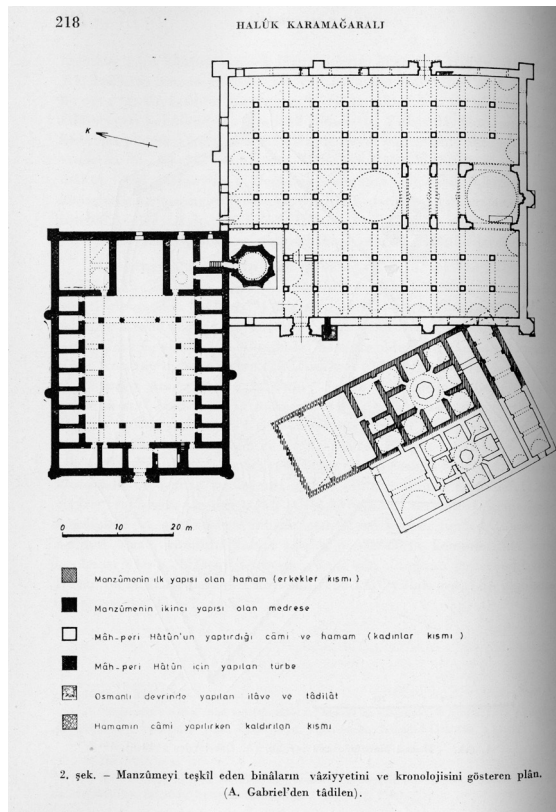 218
HALÛK KARAMAĞARALI
K
0 10 20 m
Manzûmenin ilk yapısı olan hamam (erkekler kısmı)
Manzûmenin ikinci yapısı olan medrese
Mâh-peri Hâtûn'un yaptırdığı câmi ve hamam (kadınlar kısmı)
Mâh-peri Hâtûn için yapılan türbe
Osmanlı devrinde yapılan ilâve ve tâdilât
Hamamın câmi yapılırken kaldırılan kısmı
2. şek. – Manzûmeyi teşkîl eden binâların vâziyyetini ve kronolojisini gösteren plân.
(A. Gabriel'den tâdilen).